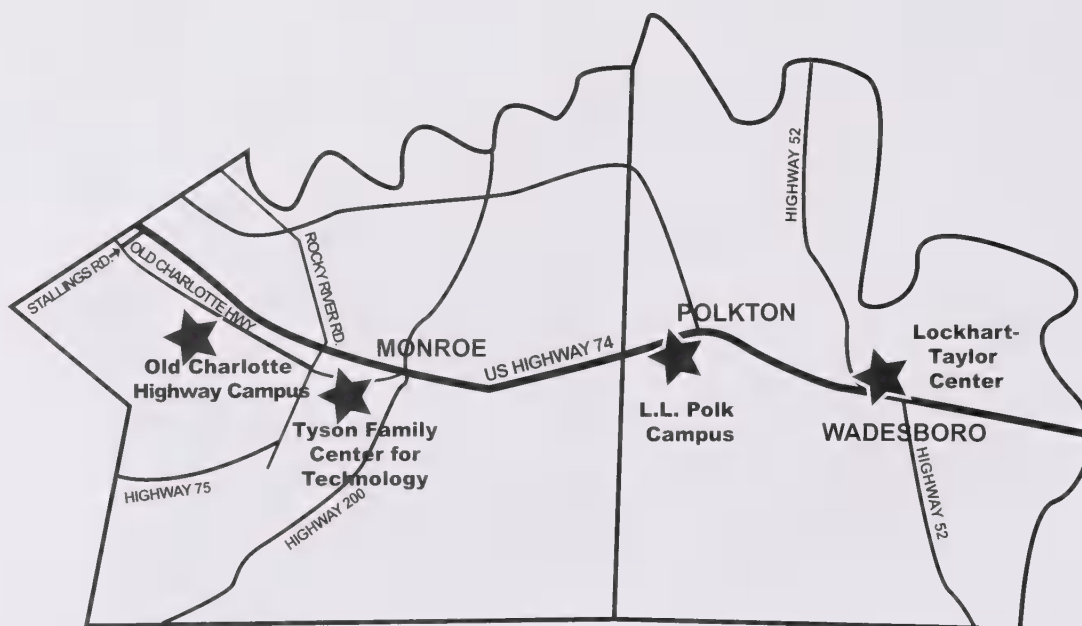 HIGHWAY 52
STALLINGS RD.
OLD CHARLOTTE HWY
ROCKY RIVER RD.
Old Charlotte
Highway Campus
MONROE
US HIGHWAY 74
POLKTON
Lockhart-
Taylor
Center
L.L. Polk
Campus
WADESBORO
Tyson Family
Center for
Technology
HIGHWAY 75
HIGHWAY 200
HIGHWAY 52